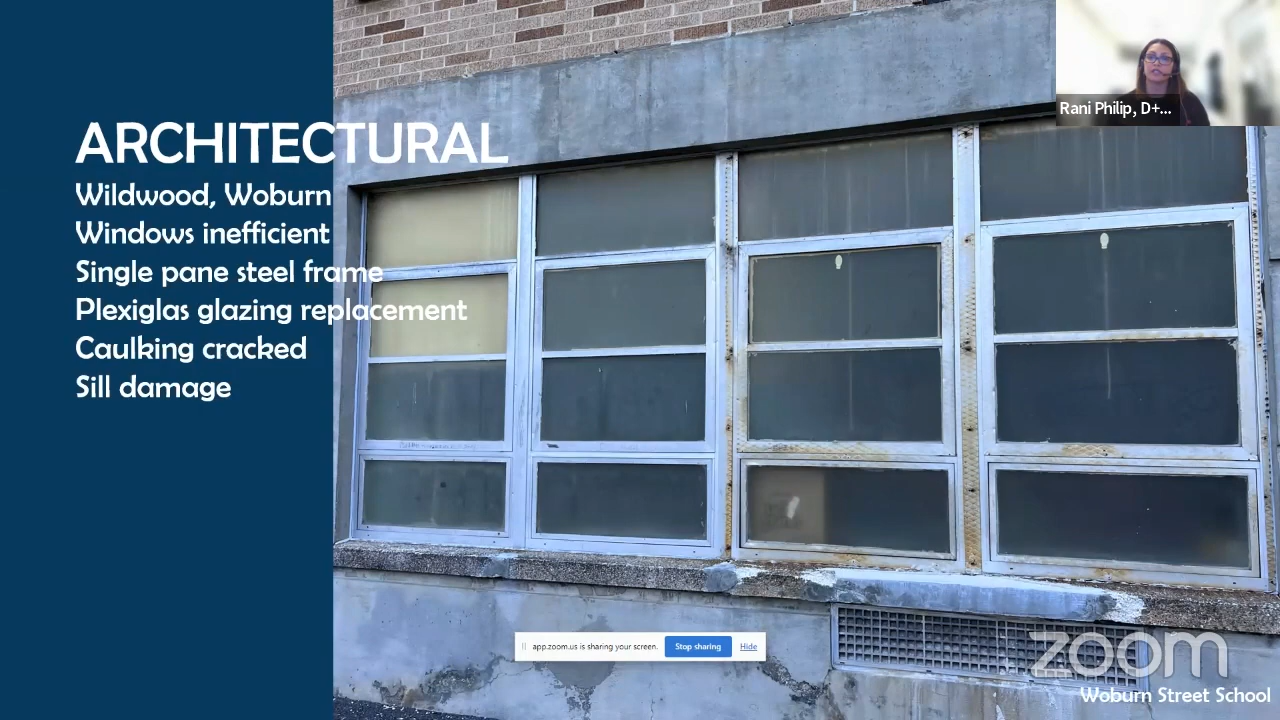 Rani Philip, D+...
ARCHITECTURAL
Wildwood, Woburn
Windows inefficient
Single pane steel frame
Plexiglas glazing replacement
Caulking cracked
Sill damage
app.zoom.us is sharing your screen. Stop sharing Hide
zoom
Woburn Street School